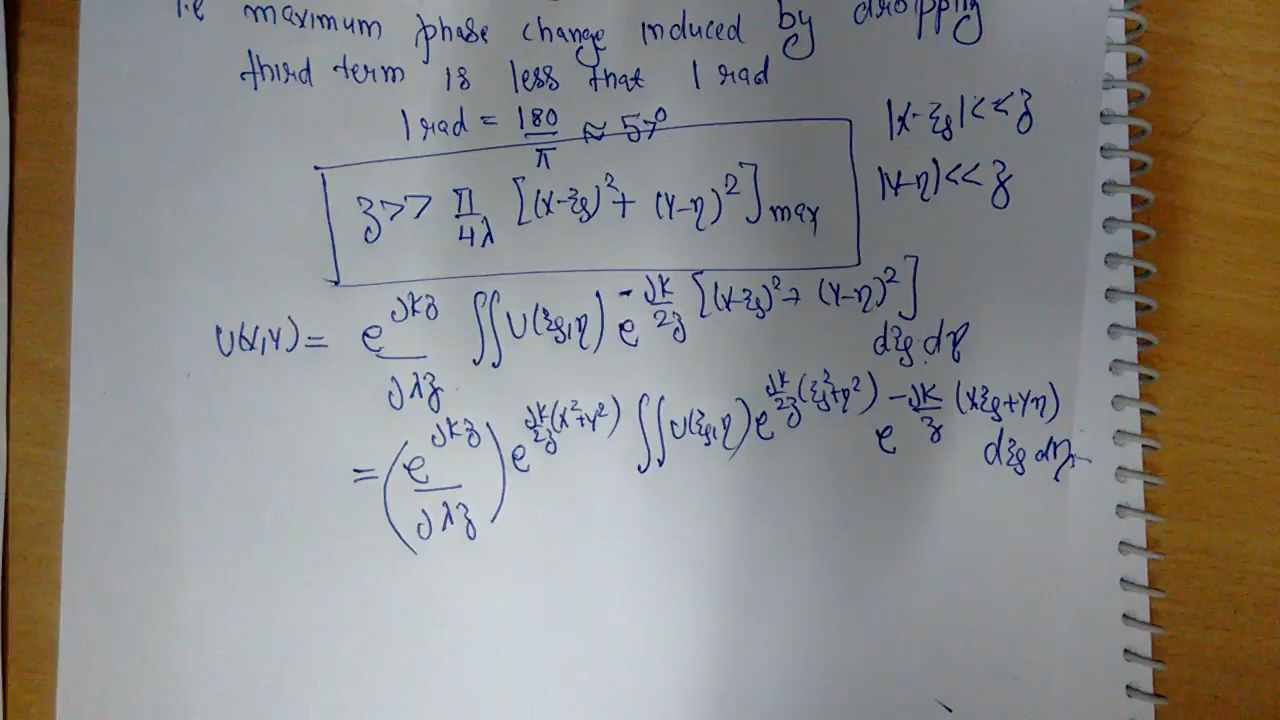 i.e maximum phase change induced by dropping
third term is less that 1 rad
1 rad = 180/π ≈ 57°
|x-ξ|<<z
|y-η|<<z
z >> π/4λ [(x-ξ)²+ (y-η)²]max
U(x,y) = e^jkz/jλz ∬U(ξ,η) e^-jk/2z [(x-ξ)²+ (y-η)²] dξ dη
= (e^jkz/jλz) e^jk/2z(x²+y²) ∬U(ξ,η) e^jk/2z(ξ²+η²) e^-jk/z (xξ+yη) dξ dη